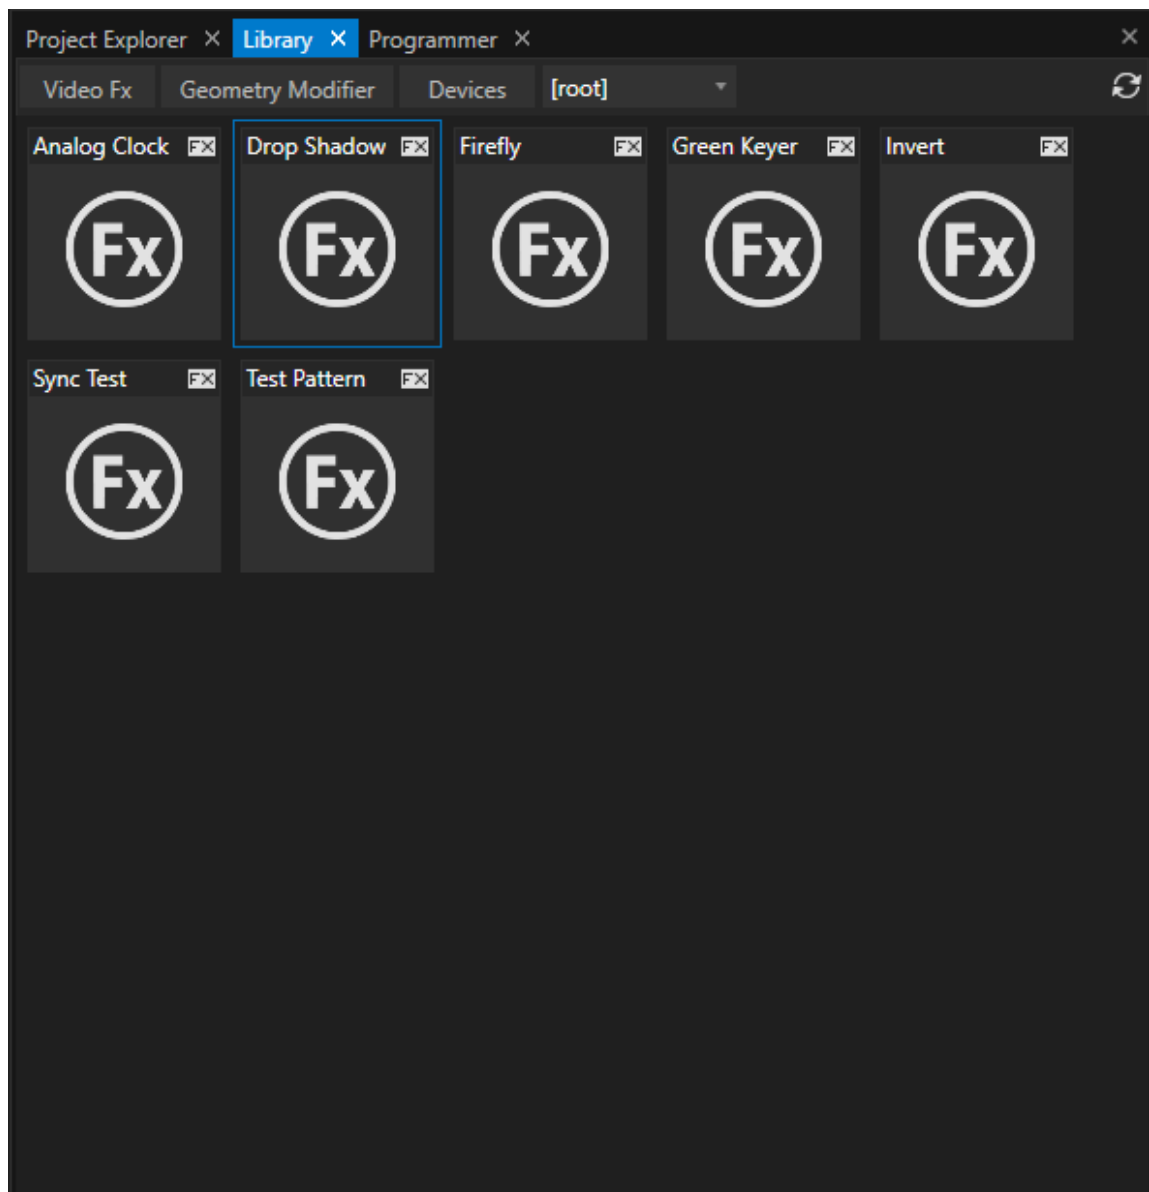 Project Explorer Library Programmer
Video Fx Geometry Modifier Devices [root]
Analog Clock FX Drop Shadow FX Firefly FX Green Keyer FX Invert FX
Fx Fx Fx Fx Fx
Sync Test FX Test Pattern FX
Fx Fx